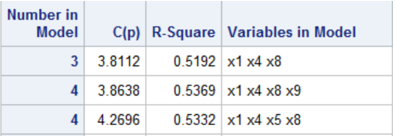 Number in Model C(p) R-Square Variables in Model
3 3.8112 0.5192 x1 x4 x8
4 3.8638 0.5369 x1 x4 x8 x9
4 4.2696 0.5332 x1 x4 x5 x8